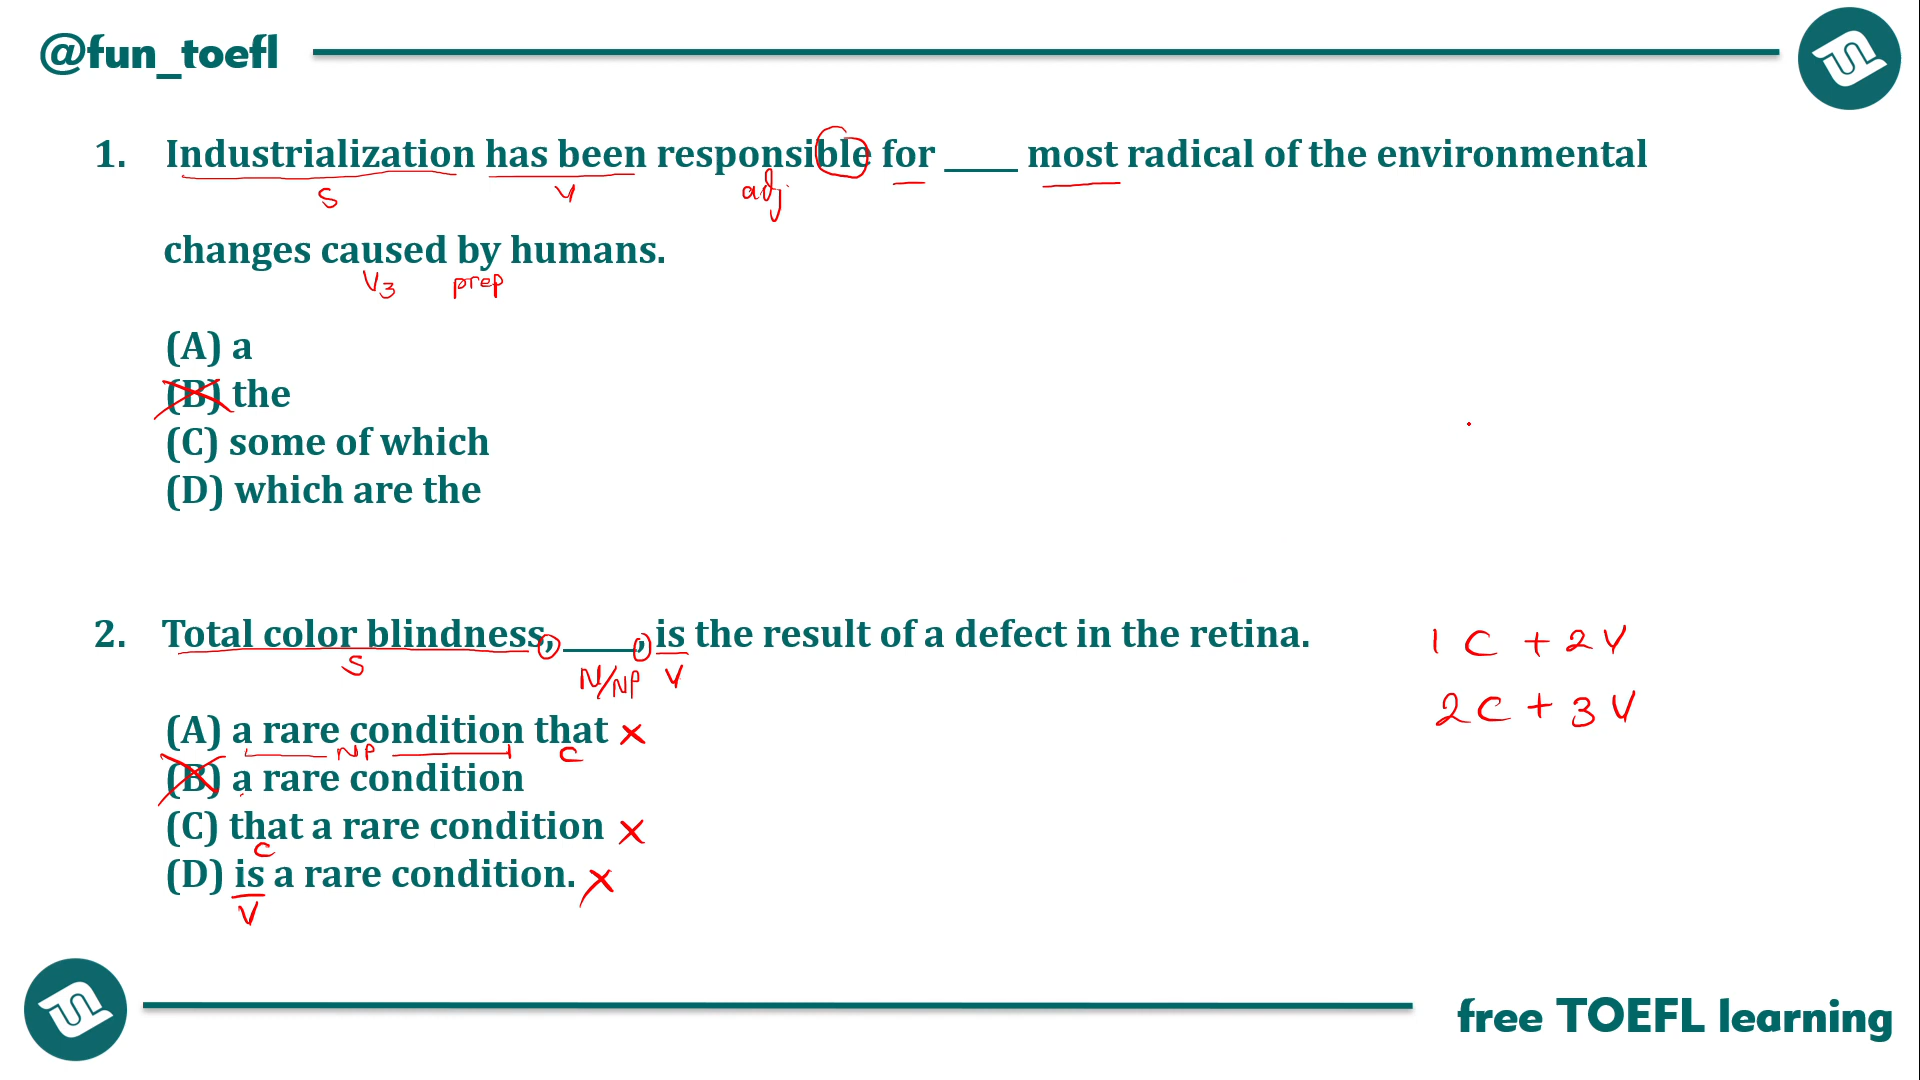 @fun_toefl
1. Industrialization has been responsible for ____ most radical of the environmental
S V adj
changes caused by humans.
V3 prep
(A) a
(B) the
(C) some of which
(D) which are the
2. Total color blindness, ____, is the result of a defect in the retina.
S N/NP V
1 C + 2 V
(A) a rare condition that ×
NP C
2 C + 3 V
(B) a rare condition
(C) that a rare condition ×
C
(D) is a rare condition. ×
V
free TOEFL learning